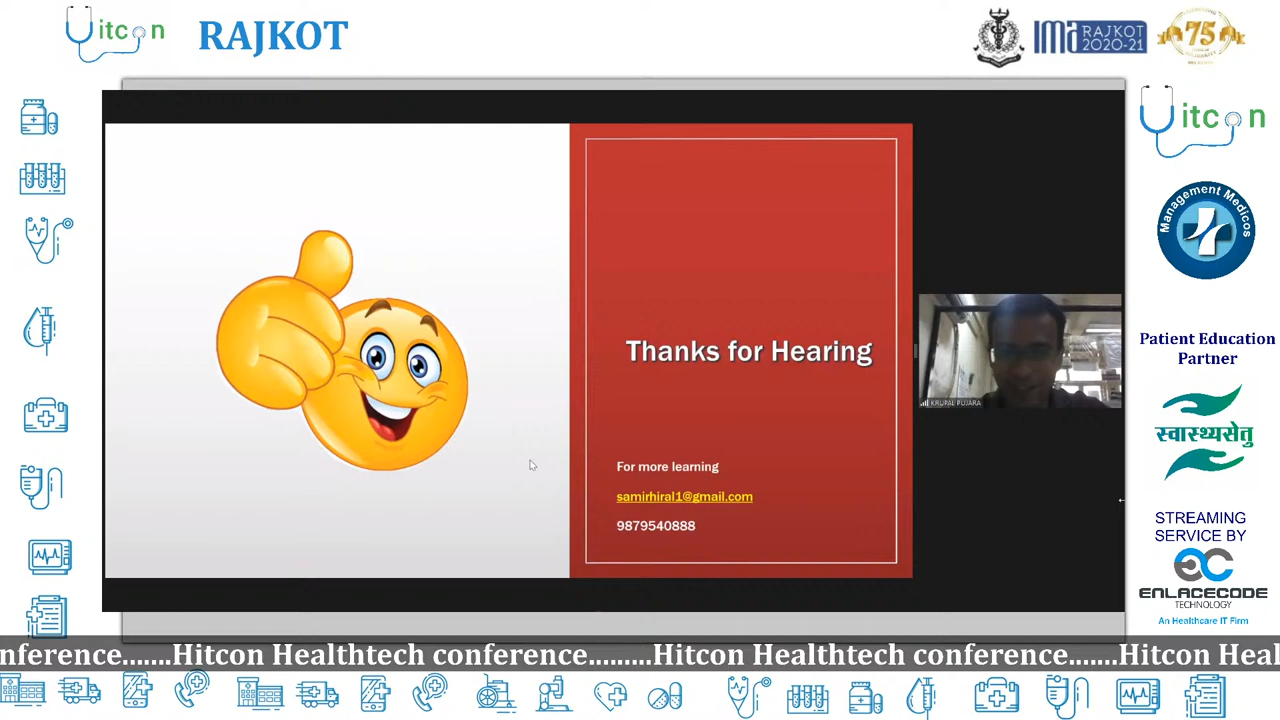 itcon
RAJKOT
IMA RAJKOT
2020-21
75
itcon
Management Medicos
Thanks for Hearing
For more learning
samirhiral1@gmail.com
9879540888
KRUPAL PUJARA
Patient Education
Partner
स्वास्थ्यसेतु
STREAMING
SERVICE BY
ec
ENLACECODE
TECHNOLOGY
An Healthcare IT Firm
nference.......Hitcon Healthtech conference.........Hitcon Healthtech conference.......Hitcon Heal